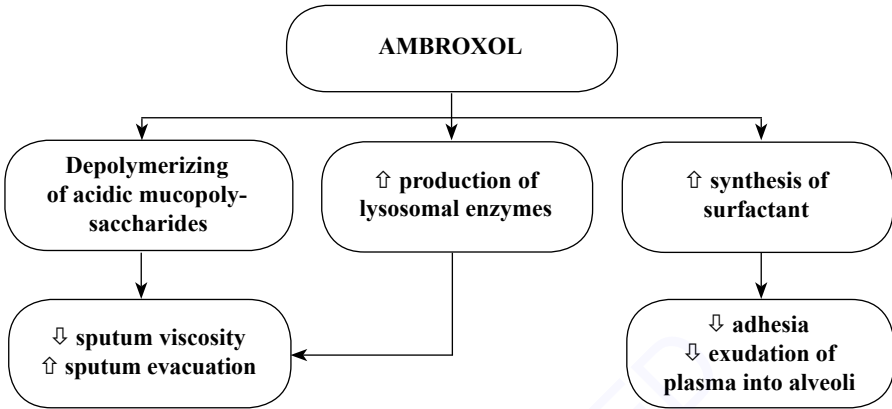 AMBROXOL
Depolymerizing
of acidic mucopoly-
saccharides
⇧ production of
lysosomal enzymes
⇧ synthesis of
surfactant
⇩ sputum viscosity
⇧ sputum evacuation
⇩ adhesia
⇩ exudation of
plasma into alveoli